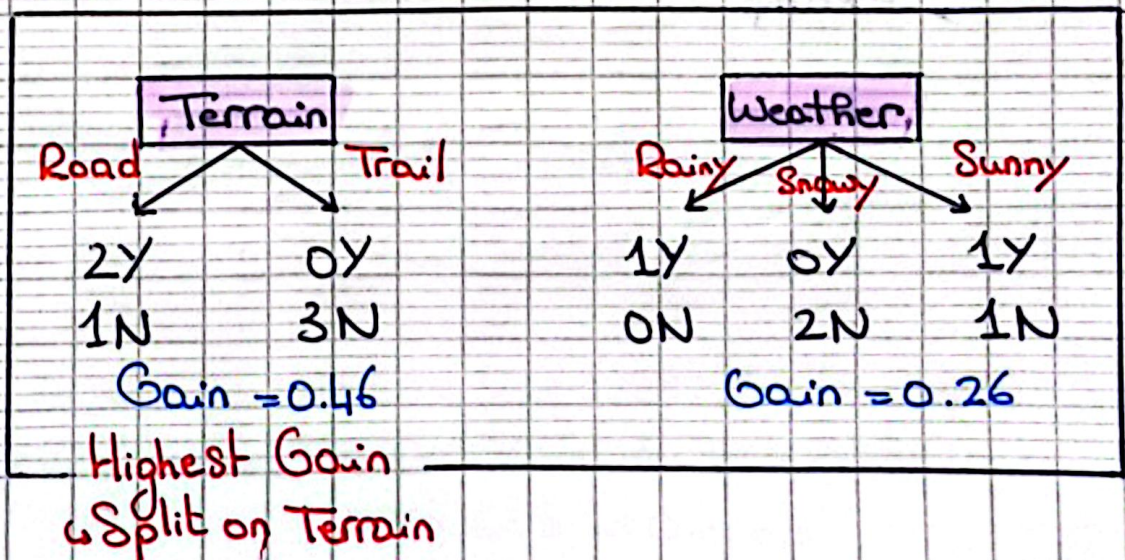 Terrain
Road Trail
2Y 0Y
1N 3N
Gain = 0.46
Highest Gain
↳ Split on Terrain
Weather
Rainy Snowy Sunny
1Y 0Y 1Y
0N 2N 1N
Gain = 0.26